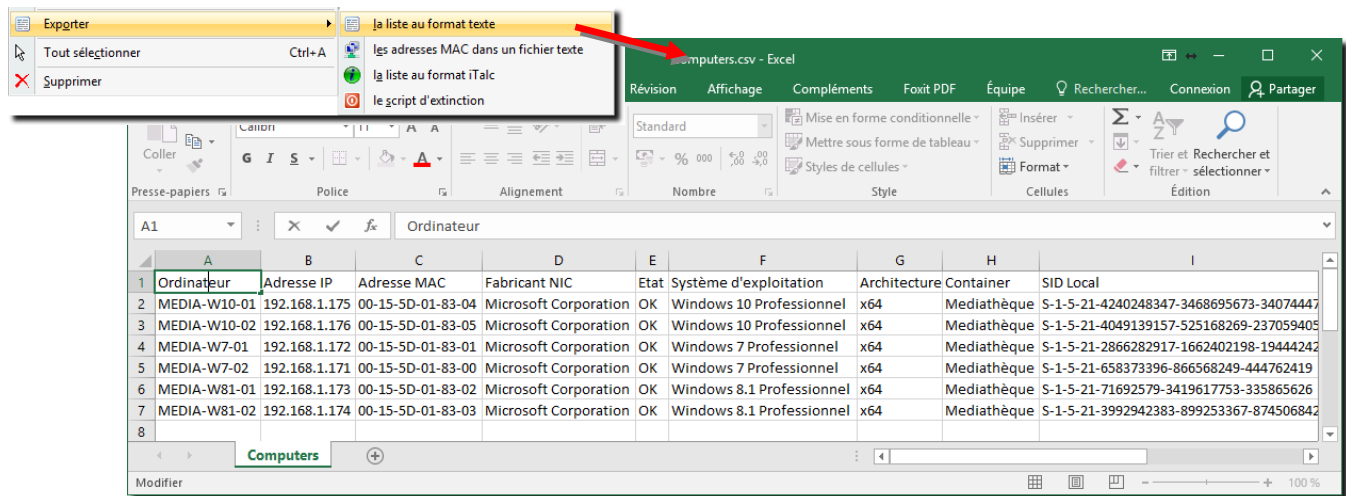 Exporter
Tout sélectionner Ctrl+A
Supprimer
la liste au format texte
les adresses MAC dans un fichier texte
la liste au format iTalc
le script d'extinction
omputers.csv - Excel
Révision Affichage Compléments Foxit PDF Équipe Rechercher... Connexion Partager
Calibri 11 A A Standard Mise en forme conditionnelle Insérer
Coller G I S A % 000 Mettre sous forme de tableau Supprimer Trier et Rechercher et
Styles de cellules Format filtrer sélectionner
Presse-papiers Police Alignement Nombre Style Cellules Édition
A1 fx Ordinateur
A B C D E F G H I
1 Ordinateur Adresse IP Adresse MAC Fabricant NIC Etat Système d'exploitation Architecture Container SID Local
2 MEDIA-W10-01 192.168.1.175 00-15-5D-01-83-04 Microsoft Corporation OK Windows 10 Professionnel x64 Mediathèque S-1-5-21-4240248347-3468695673-34074447
3 MEDIA-W10-02 192.168.1.176 00-15-5D-01-83-05 Microsoft Corporation OK Windows 10 Professionnel x64 Mediathèque S-1-5-21-4049139157-525168269-237059405
4 MEDIA-W7-01 192.168.1.172 00-15-5D-01-83-01 Microsoft Corporation OK Windows 7 Professionnel x64 Mediathèque S-1-5-21-2866282917-1662402198-19444242
5 MEDIA-W7-02 192.168.1.171 00-15-5D-01-83-00 Microsoft Corporation OK Windows 7 Professionnel x64 Mediathèque S-1-5-21-658373396-866568249-444762419
6 MEDIA-W81-01 192.168.1.173 00-15-5D-01-83-02 Microsoft Corporation OK Windows 8.1 Professionnel x64 Mediathèque S-1-5-21-71692579-3419617753-335865626
7 MEDIA-W81-02 192.168.1.174 00-15-5D-01-83-03 Microsoft Corporation OK Windows 8.1 Professionnel x64 Mediathèque S-1-5-21-3992942383-899253367-874506842
8
Computers
Modifier 100 %